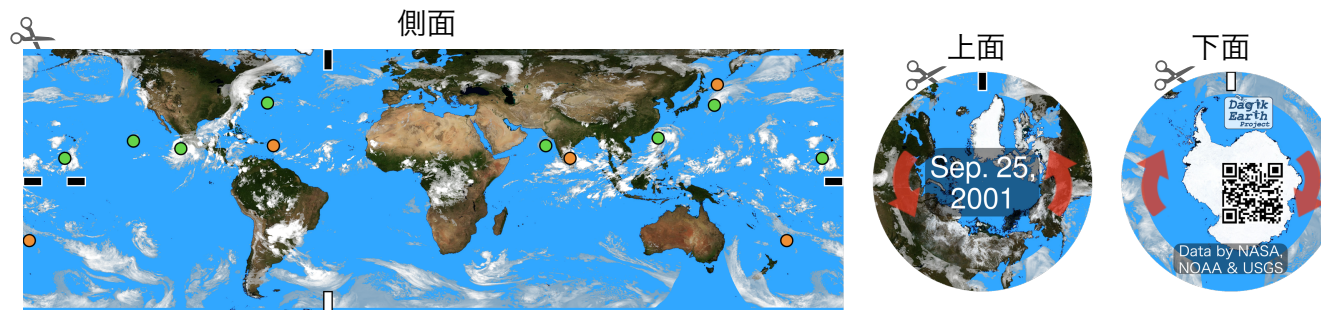 側面
上面
下面
Sep. 25,
2001
Dagik
Earth
Project
Data by NASA,
NOAA & USGS